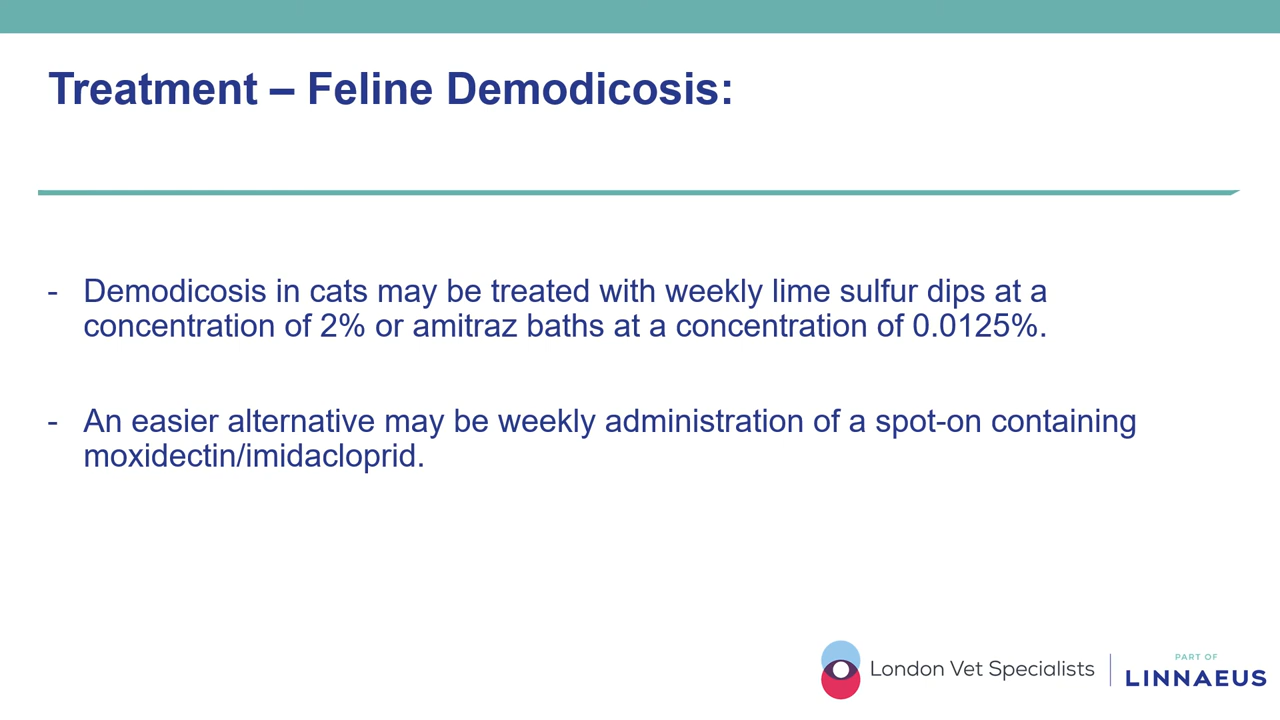 Treatment – Feline Demodicosis:
- Demodicosis in cats may be treated with weekly lime sulfur dips at a
concentration of 2% or amitraz baths at a concentration of 0.0125%.
- An easier alternative may be weekly administration of a spot-on containing
moxidectin/imidacloprid.
London Vet Specialists
PART OF
LINNAEUS